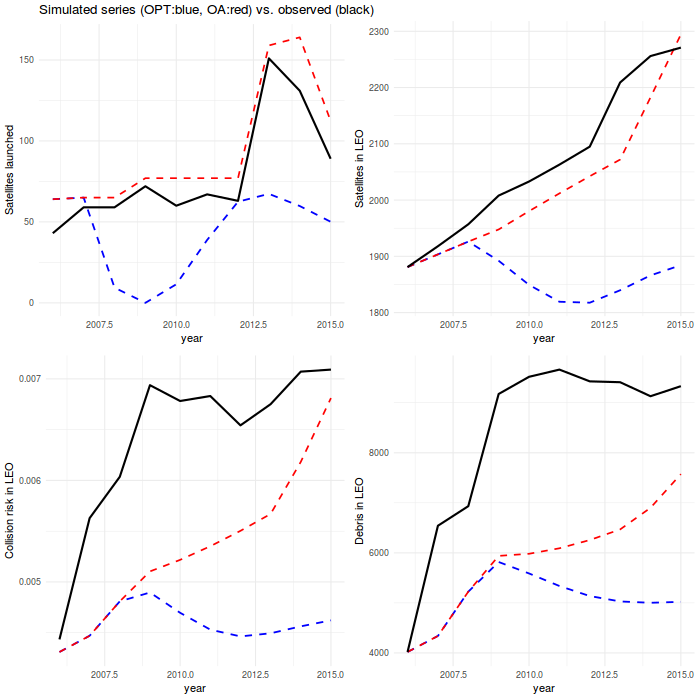 Simulated series (OPT:blue, OA:red) vs. observed (black)
Satellites launched
150
100
50
0
2007.5 2010.0 2012.5 2015.0
year
Satellites in LEO
2300
2200
2100
2000
1900
1800
2007.5 2010.0 2012.5 2015.0
year
Collision risk in LEO
0.007
0.006
0.005
2007.5 2010.0 2012.5 2015.0
year
Debris in LEO
8000
6000
4000
2007.5 2010.0 2012.5 2015.0
year